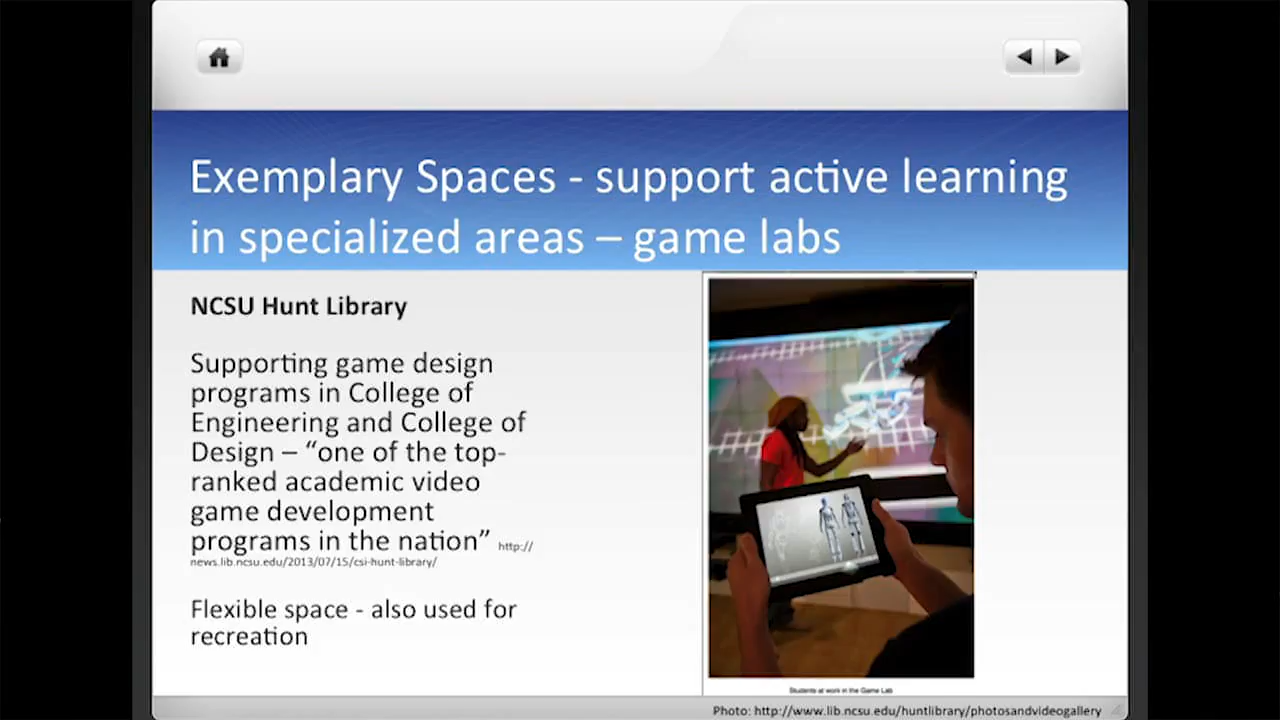 Exemplary Spaces - support active learning
in specialized areas – game labs
NCSU Hunt Library
Supporting game design
programs in College of
Engineering and College of
Design – “one of the top-
ranked academic video
game development
programs in the nation” http://
news.lib.ncsu.edu/2013/07/15/csi-hunt-library/
Flexible space - also used for
recreation
Students at work in the Game Lab
Photo: http://www.lib.ncsu.edu/huntlibrary/photosandvideogallery